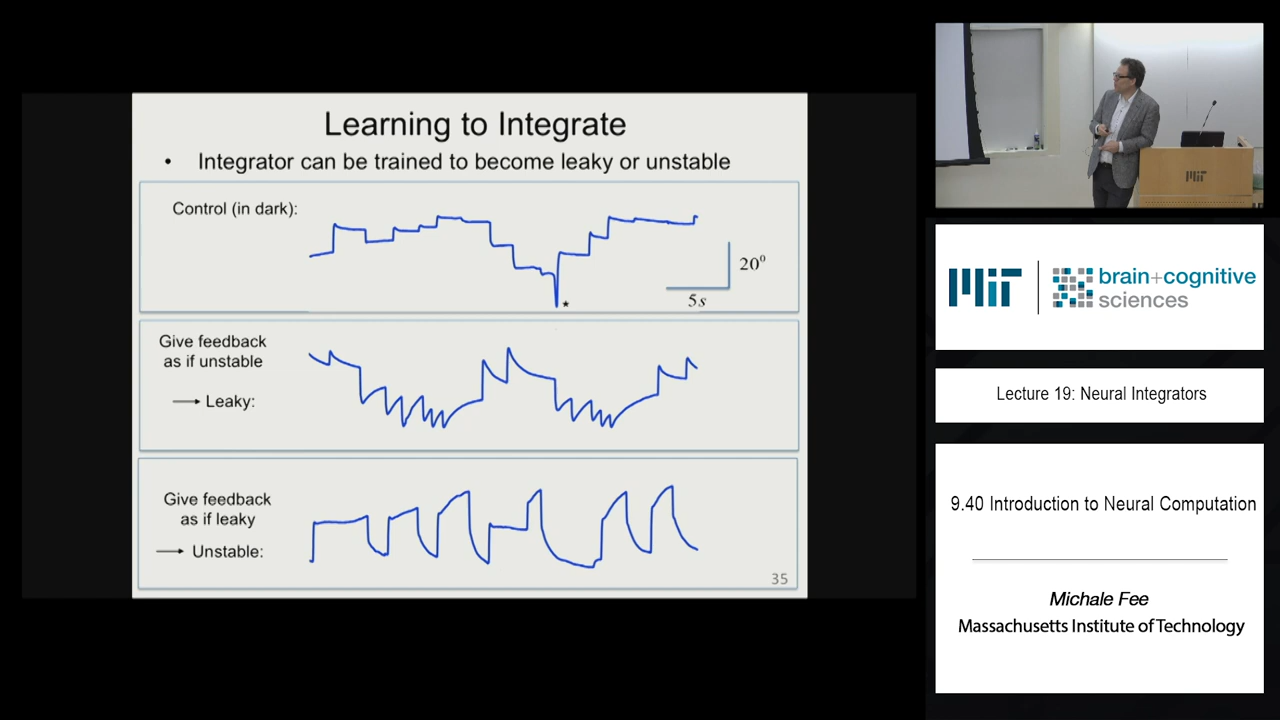 Learning to Integrate
• Integrator can be trained to become leaky or unstable
Control (in dark):
20°
5s
*
Give feedback
as if unstable
→ Leaky:
Give feedback
as if leaky
→ Unstable:
35
MIT
MIT
brain+cognitive
sciences
Lecture 19: Neural Integrators
9.40 Introduction to Neural Computation
Michale Fee
Massachusetts Institute of Technology